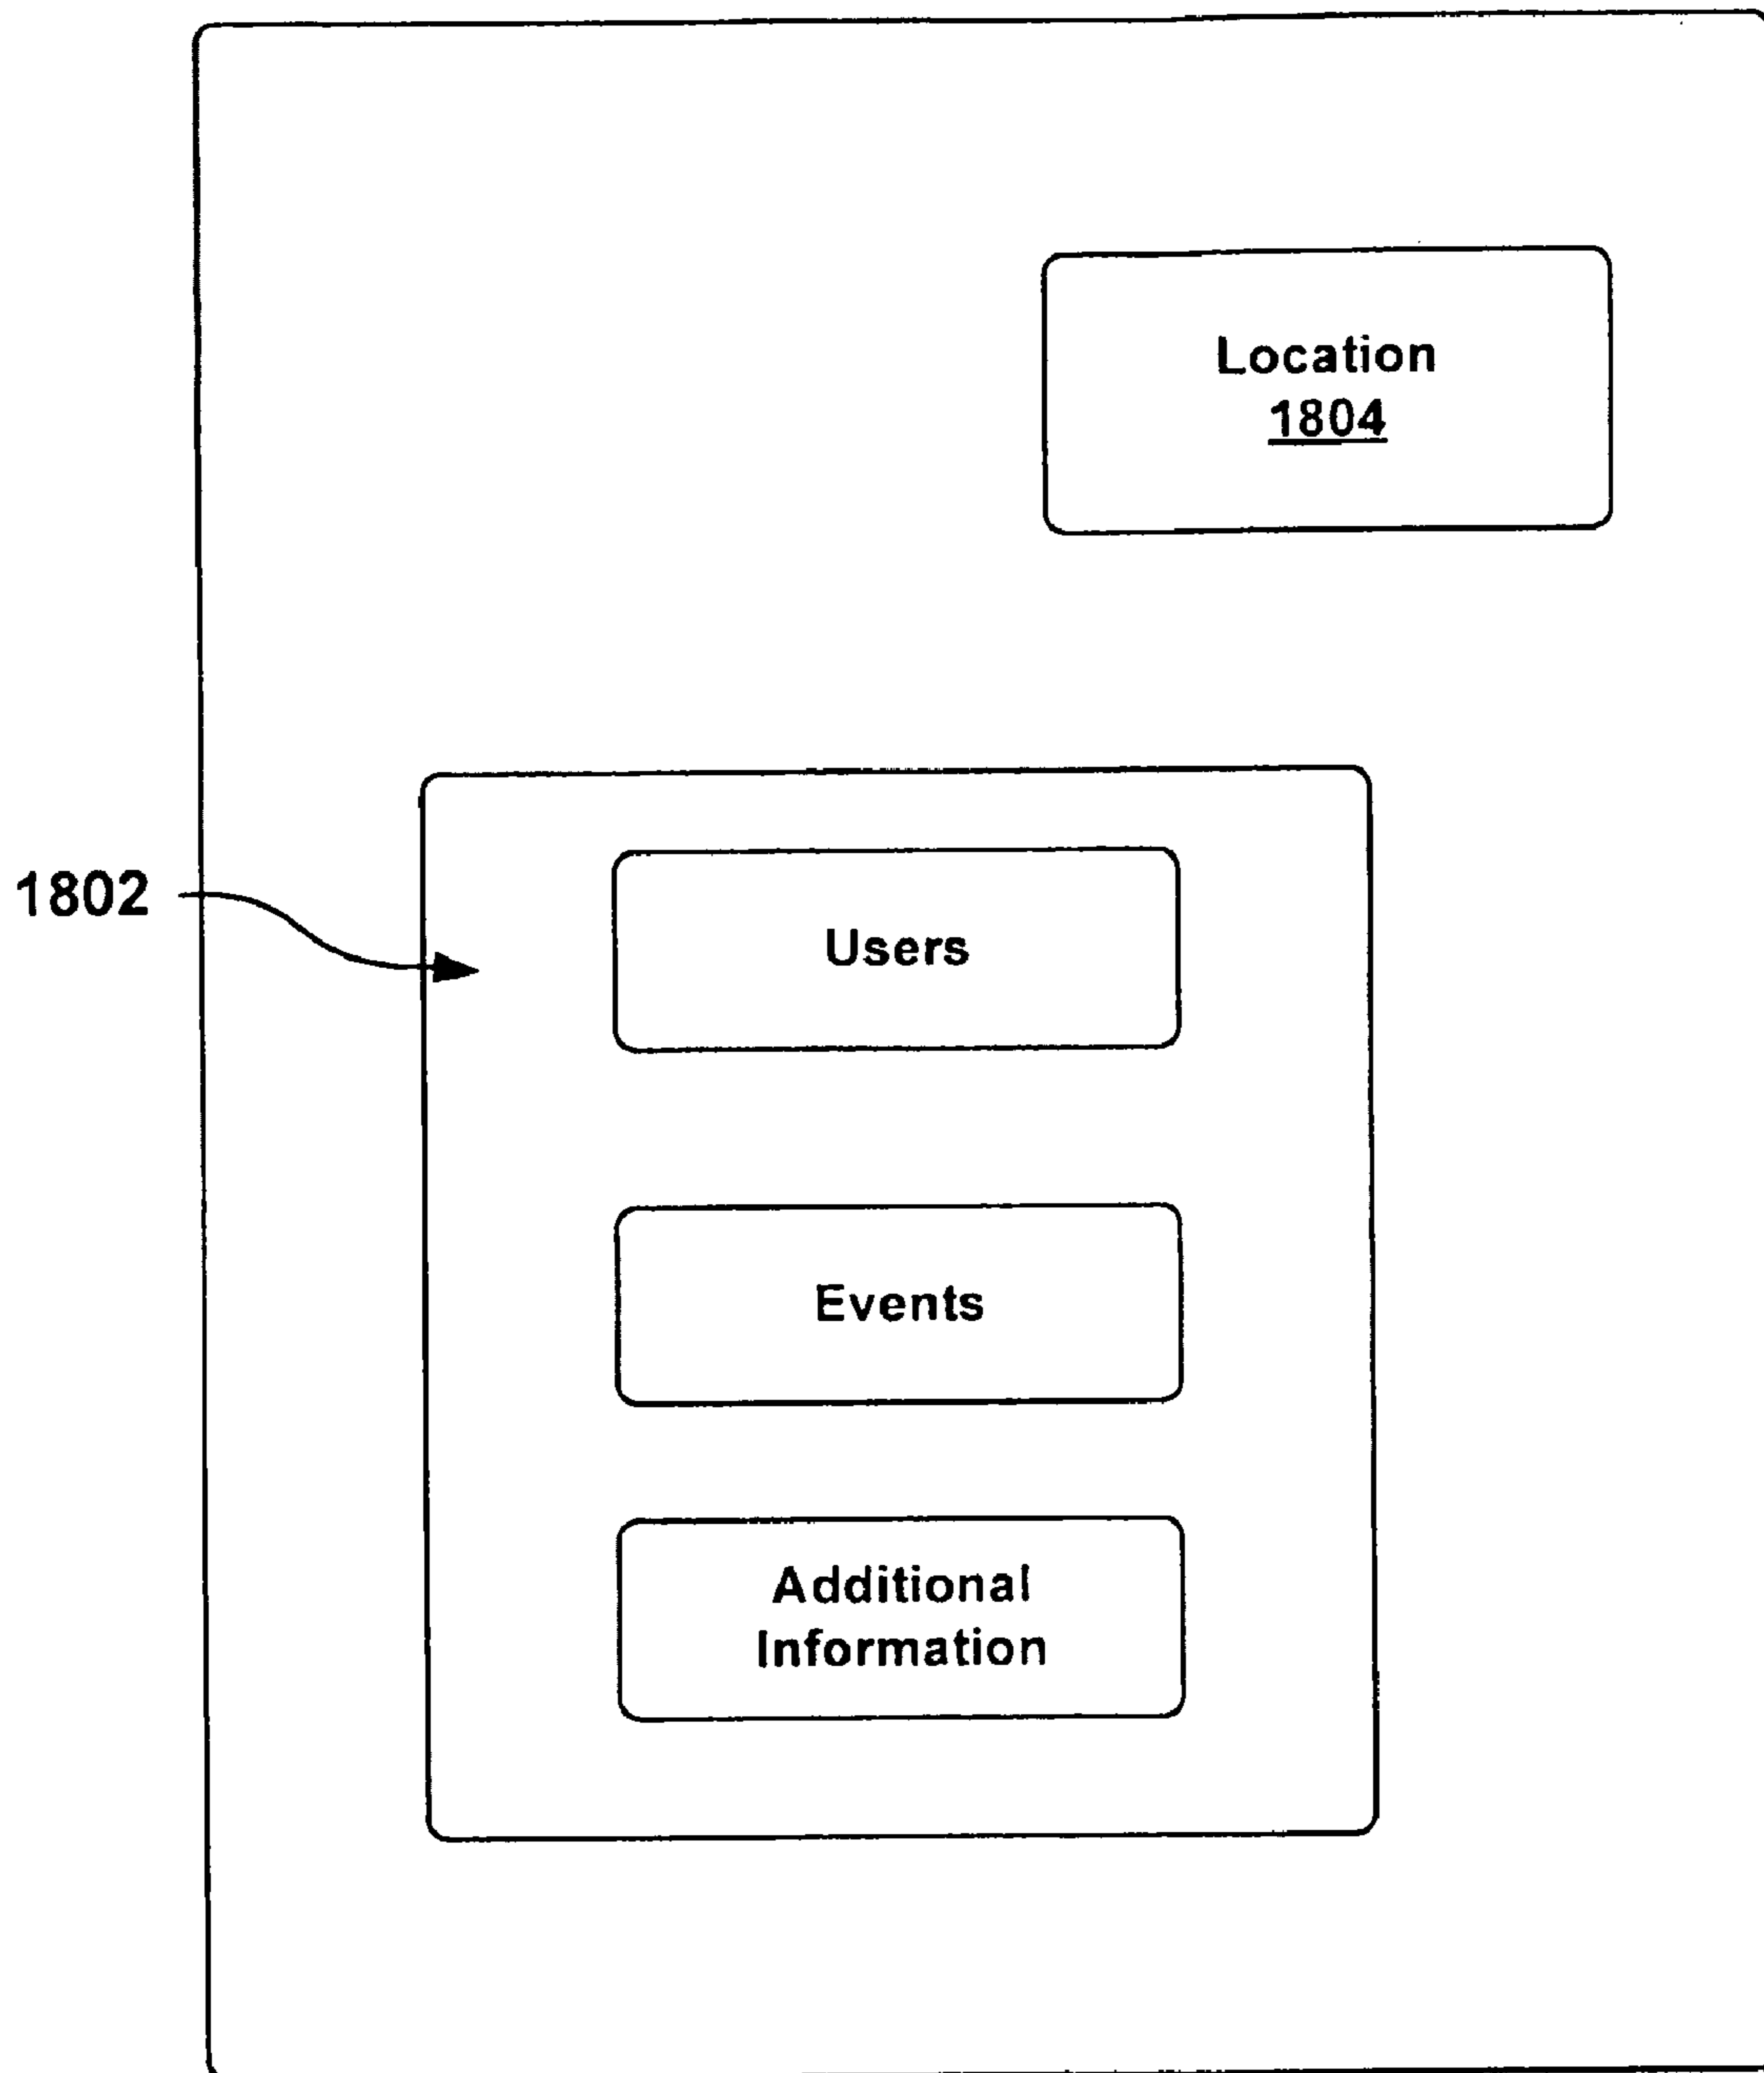 Location
1804
1802
Users
Events
Additional
Information